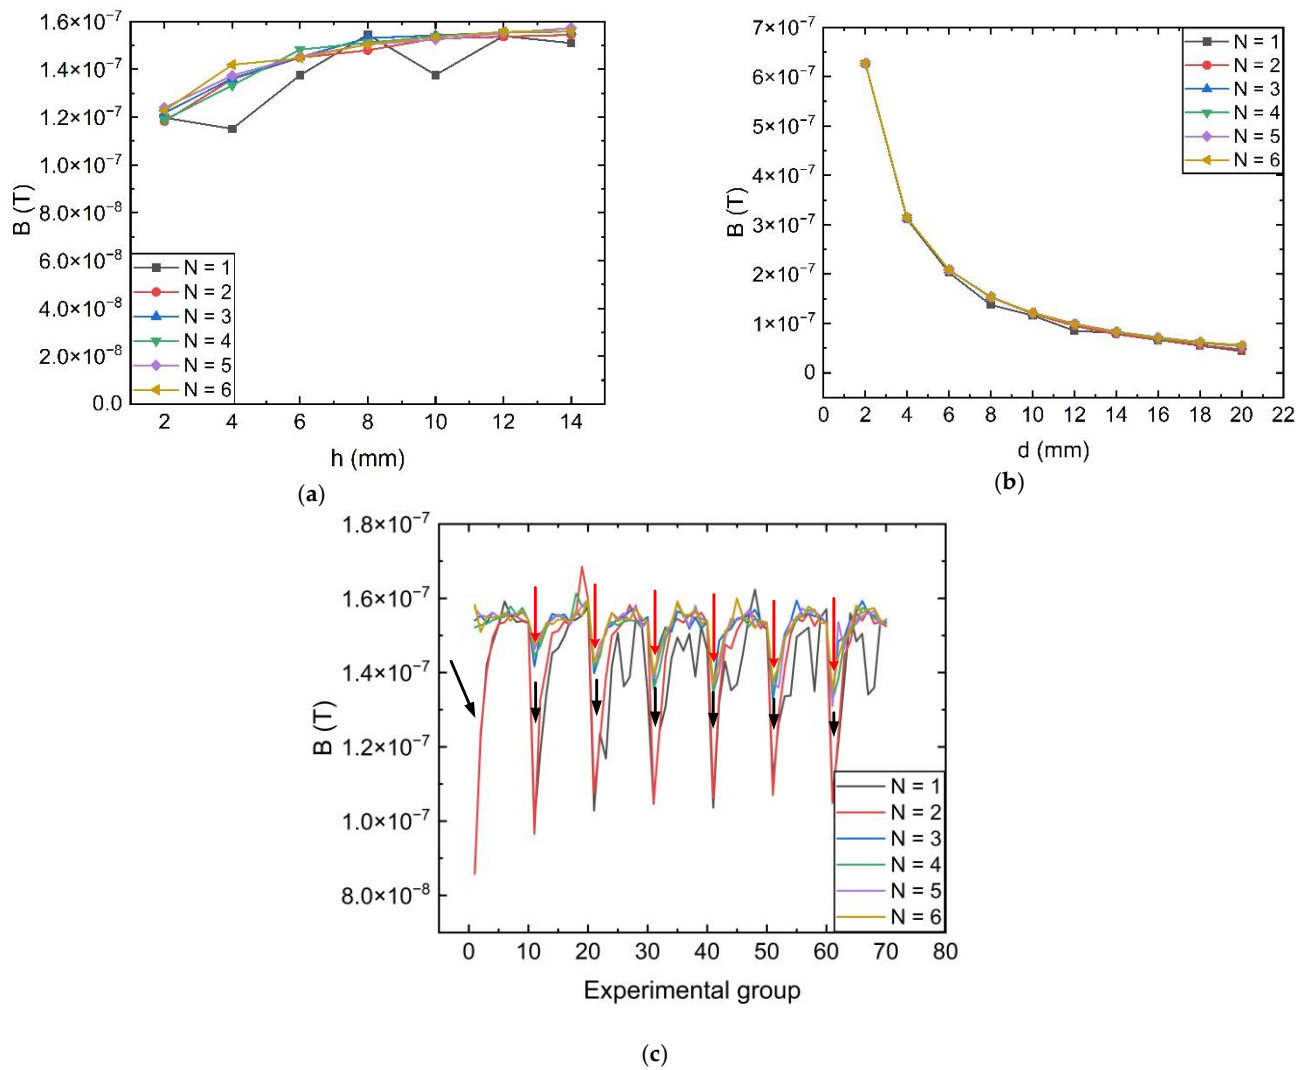 1.6×10⁻⁷
1.4×10⁻⁷
1.2×10⁻⁷
1.0×10⁻⁷
8.0×10⁻⁸
6.0×10⁻⁸
4.0×10⁻⁸
2.0×10⁻⁸
0.0
B (T)
N = 1
N = 2
N = 3
N = 4
N = 5
N = 6
2 4 6 8 10 12 14
h (mm)
(a)
7×10⁻⁷
6×10⁻⁷
5×10⁻⁷
4×10⁻⁷
3×10⁻⁷
2×10⁻⁷
1×10⁻⁷
0
B (T)
N = 1
N = 2
N = 3
N = 4
N = 5
N = 6
0 2 4 6 8 10 12 14 16 18 20 22
d (mm)
(b)
1.8×10⁻⁷
1.6×10⁻⁷
1.4×10⁻⁷
1.2×10⁻⁷
1.0×10⁻⁷
8.0×10⁻⁸
B (T)
N = 1
N = 2
N = 3
N = 4
N = 5
N = 6
0 10 20 30 40 50 60 70 80
Experimental group
(c)